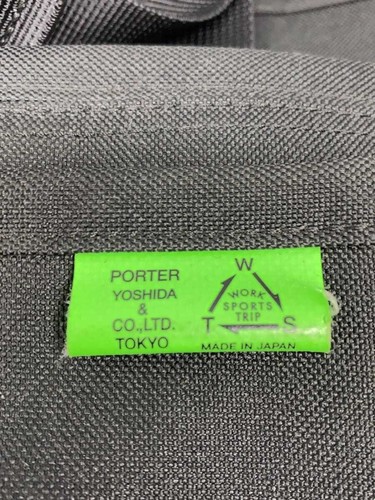 PORTER
YOSHIDA
&
CO.,LTD.
TOKYO
W
WORK
SPORTS
TRIP
T S
MADE IN JAPAN